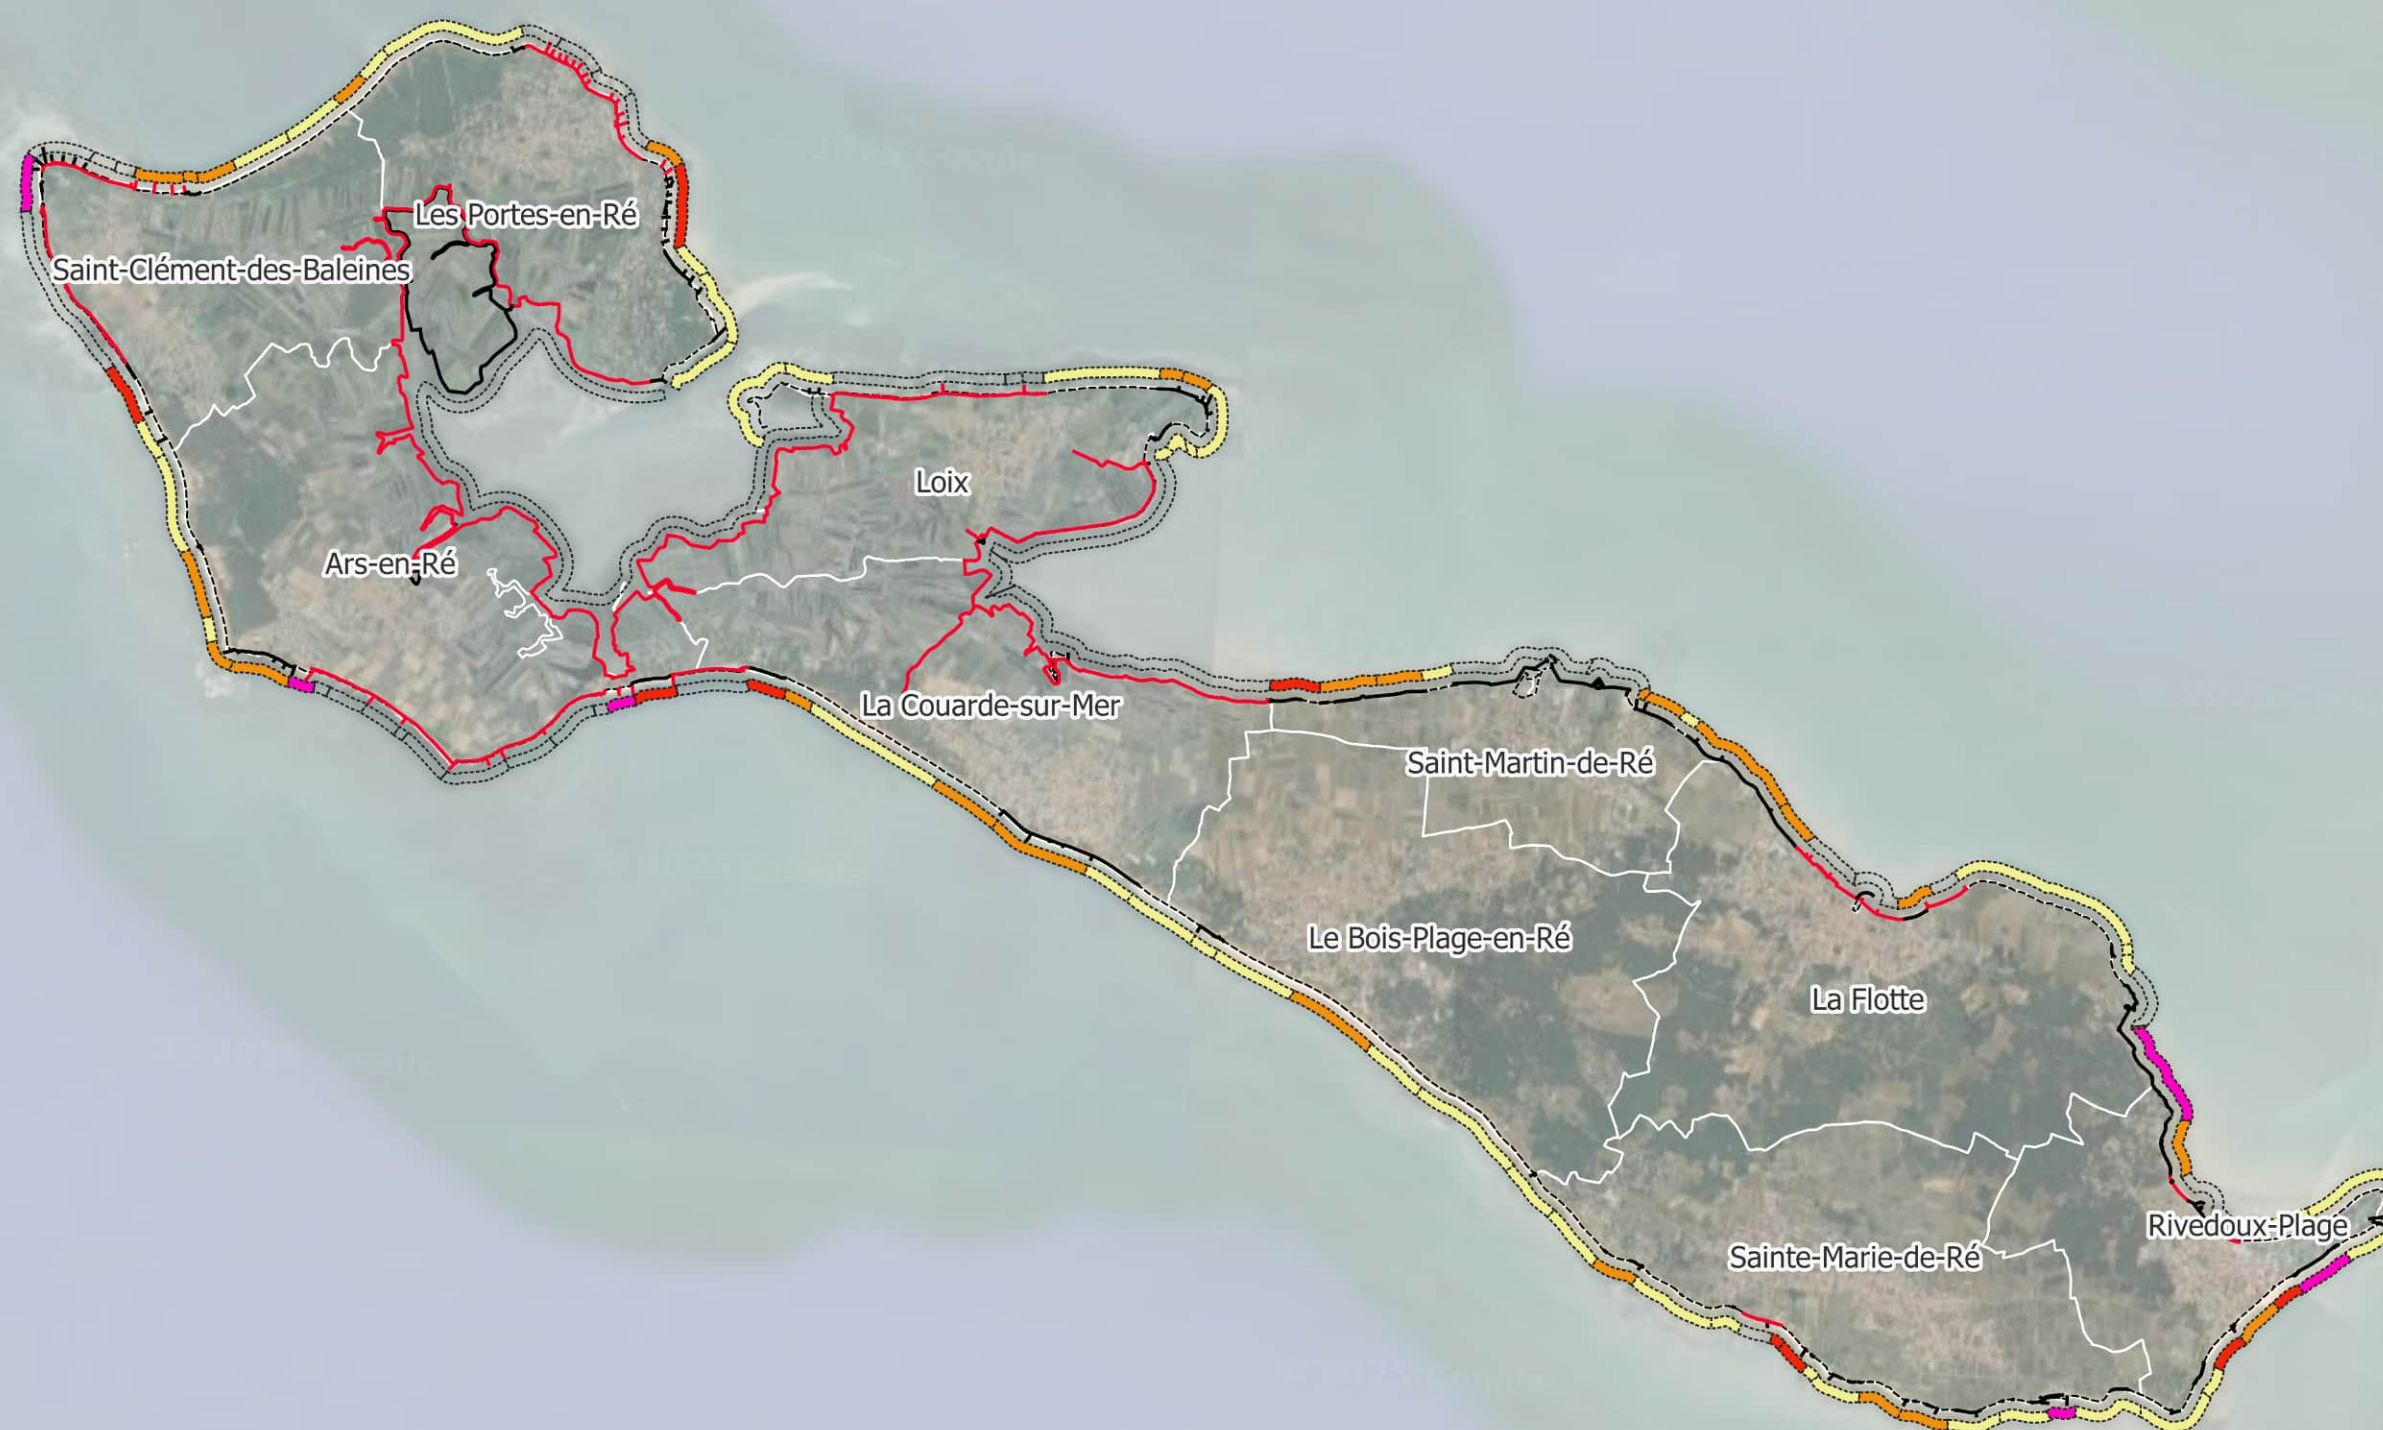 Les Portes-en-Ré
Saint-Clément-des-Baleines
Loix
Ars-en-Ré
La Couarde-sur-Mer
Saint-Martin-de-Ré
Le Bois-Plage-en-Ré
La Flotte
Rivedoux-Plage
Sainte-Marie-de-Ré